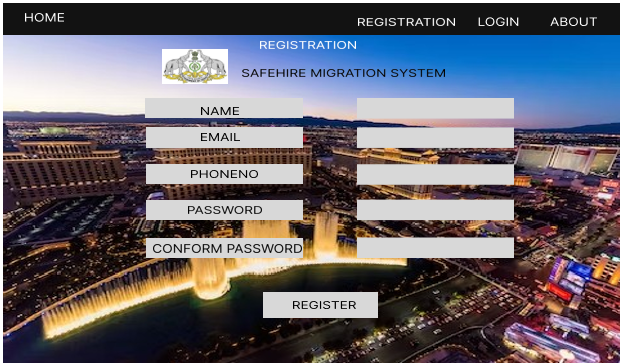 HOME REGISTRATION LOGIN ABOUT
REGISTRATION
SAFEHIRE MIGRATION SYSTEM
NAME
EMAIL
PHONENO
PASSWORD
CONFORM PASSWORD
REGISTER